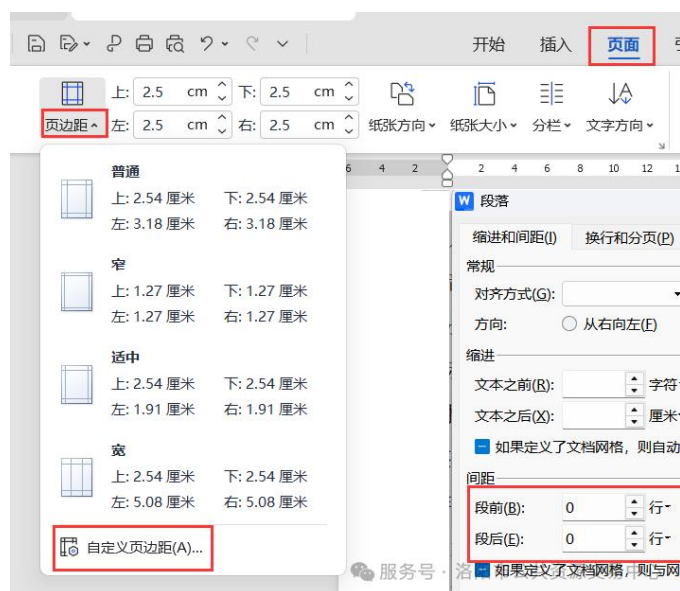 开始 插入 页面
上: 2.5 cm 下: 2.5 cm
页边距 左: 2.5 cm 右: 2.5 cm 纸张方向 纸张大小 分栏 文字方向
普通
上: 2.54 厘米 下: 2.54 厘米
左: 3.18 厘米 右: 3.18 厘米
窄
上: 1.27 厘米 下: 1.27 厘米
左: 1.27 厘米 右: 1.27 厘米
适中
上: 2.54 厘米 下: 2.54 厘米
左: 1.91 厘米 右: 1.91 厘米
宽
上: 2.54 厘米 下: 2.54 厘米
左: 5.08 厘米 右: 5.08 厘米
自定义页边距(A)...
6 4 2 2 4 6 8 10 12
W 段落
缩进和间距(I) 换行和分页(P)
常规
对齐方式(G):
方向: 从右向左(F)
缩进
文本之前(R): 字符
文本之后(X): 厘米
如果定义了文档网格，则自动
间距
段前(B): 0 行
段后(E): 0 行
如果定义了文档网格，则与网
服务号 ·